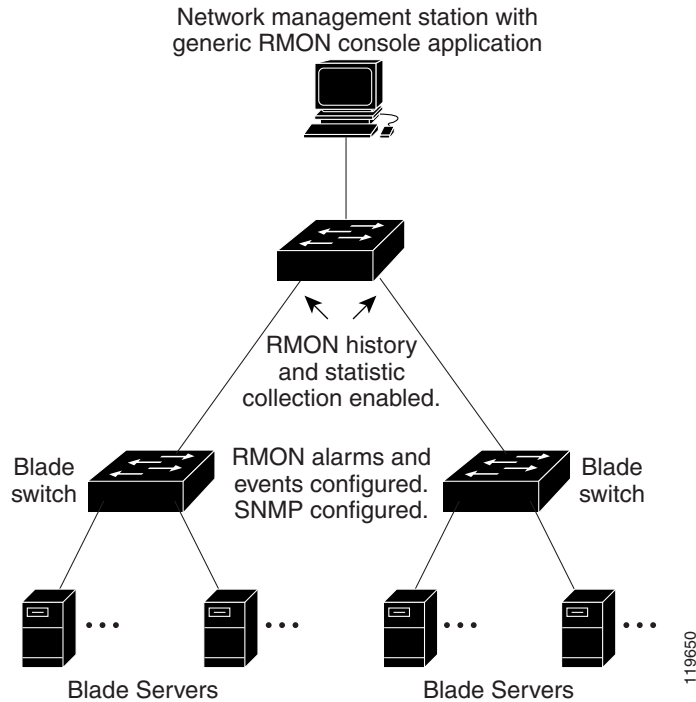 Network management station with
generic RMON console application
RMON history
and statistic
collection enabled.
Blade
switch
RMON alarms and
events configured.
SNMP configured.
Blade
switch
Blade Servers
Blade Servers
119650